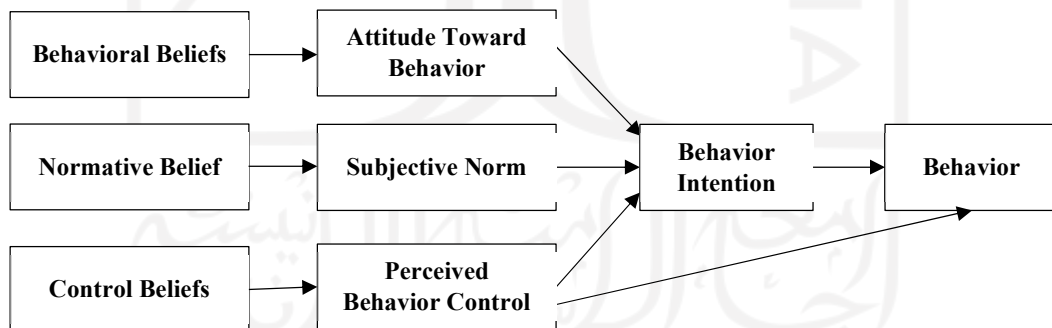 Behavioral Beliefs
Attitude Toward
Behavior
Normative Belief
Subjective Norm
Behavior
Intention
Behavior
Control Beliefs
Perceived
Behavior Control